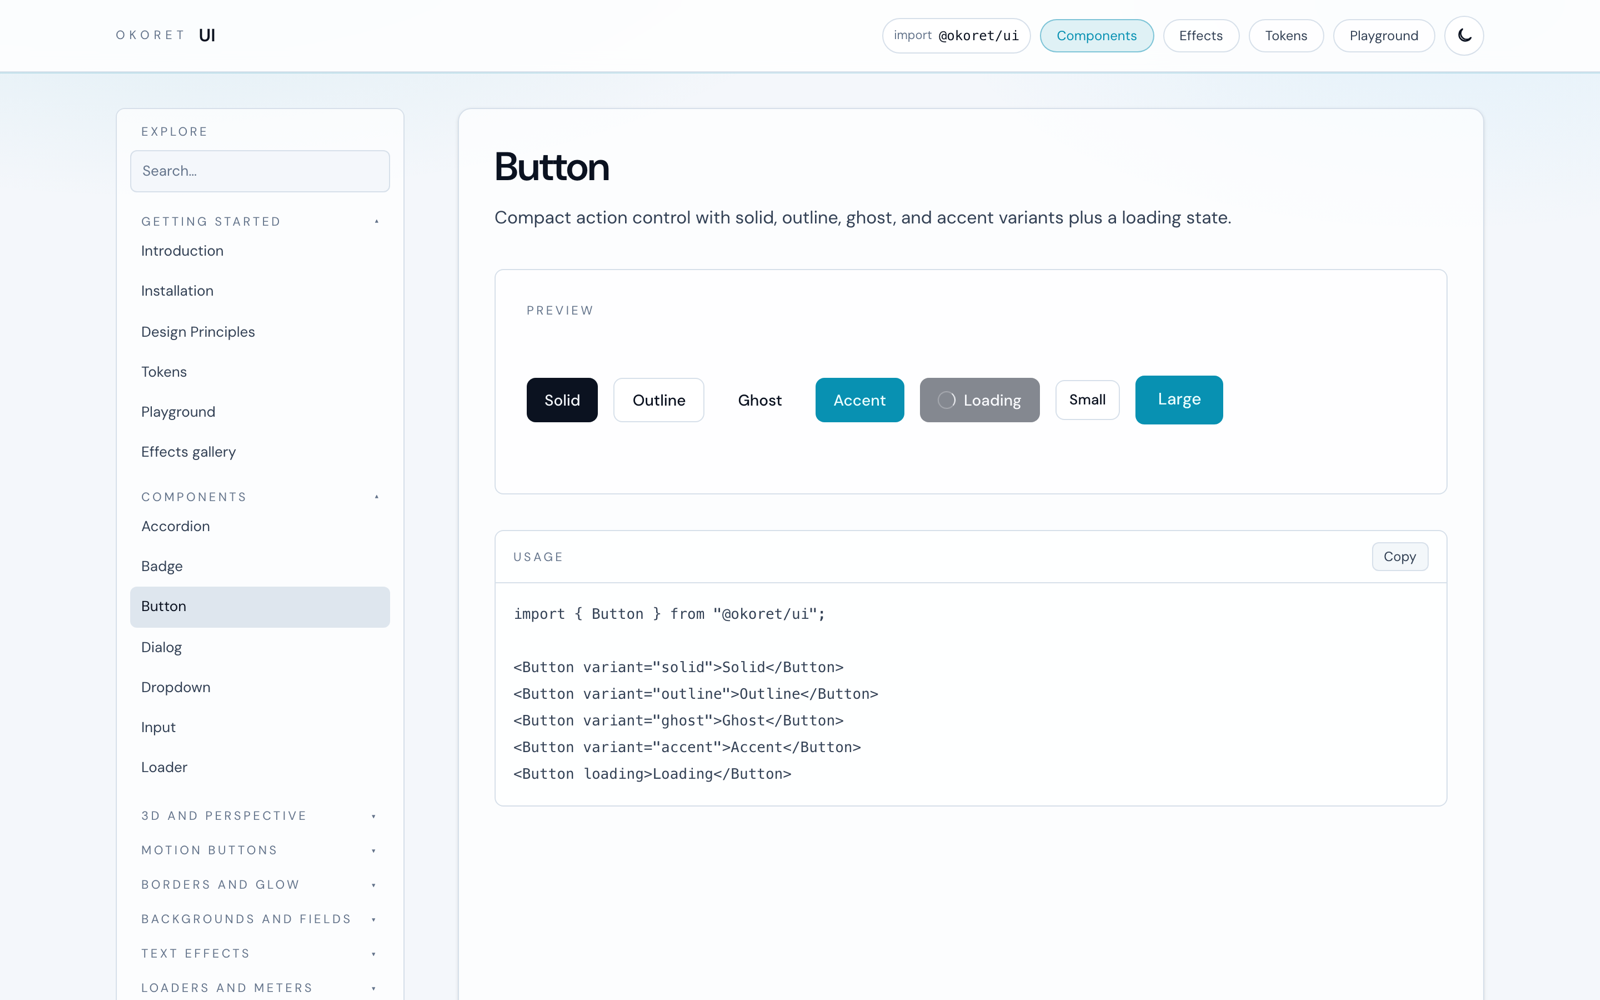 OKORET UI
import @okoret/ui
Components
Effects
Tokens
Playground
EXPLORE
Search...
GETTING STARTED
Introduction
Installation
Design Principles
Tokens
Playground
Effects gallery
COMPONENTS
Accordion
Badge
Button
Dialog
Dropdown
Input
Loader
3D AND PERSPECTIVE
MOTION BUTTONS
BORDERS AND GLOW
BACKGROUNDS AND FIELDS
TEXT EFFECTS
LOADERS AND METERS
Button
Compact action control with solid, outline, ghost, and accent variants plus a loading state.
PREVIEW
Solid
Outline
Ghost
Accent
Loading
Small
Large
USAGE
Copy
import { Button } from "@okoret/ui";
<Button variant="solid">Solid</Button>
<Button variant="outline">Outline</Button>
<Button variant="ghost">Ghost</Button>
<Button variant="accent">Accent</Button>
<Button loading>Loading</Button>